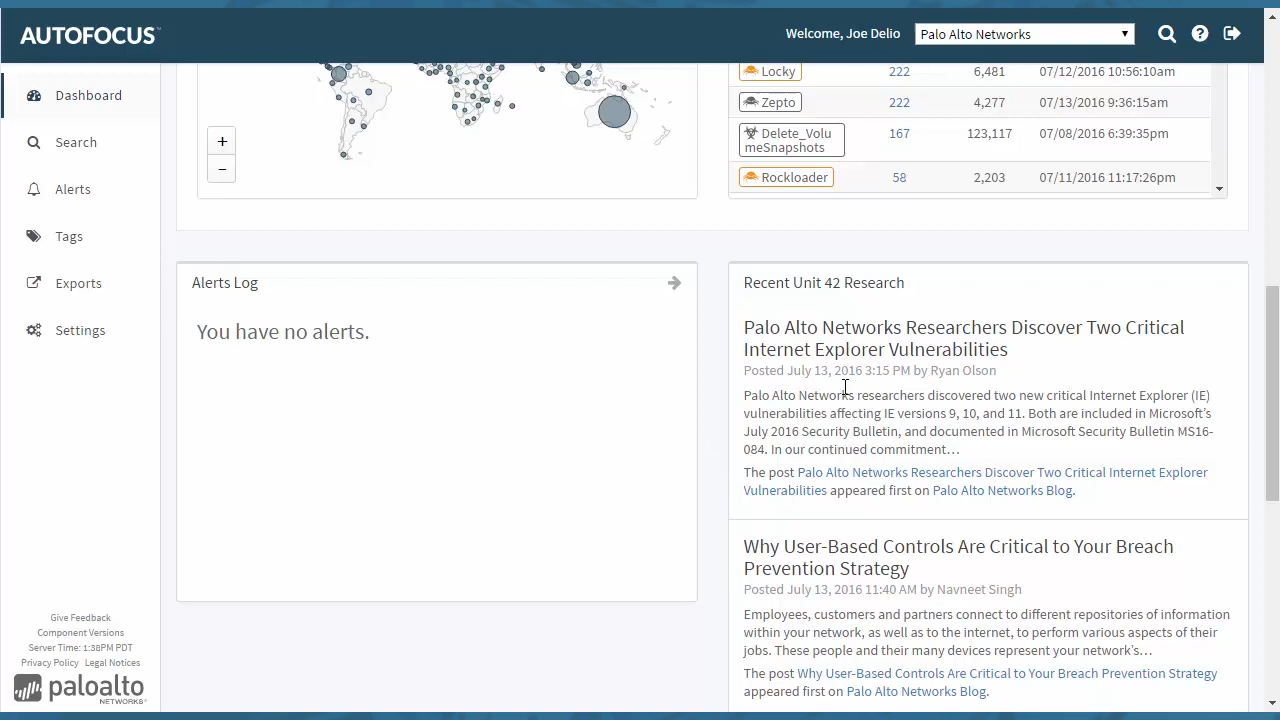 AUTOFOCUS
Welcome, Joe Delio
Palo Alto Networks
Dashboard
Search
Alerts
Tags
Exports
Settings
Give Feedback
Component Versions
Server Time: 1:38PM PDT
Privacy Policy Legal Notices
paloalto
NETWORKS
+
−
Locky 222 6,481 07/12/2016 10:56:10am
Zepto 222 4,277 07/13/2016 9:36:15am
Delete_Volu
meSnapshots 167 123,117 07/08/2016 6:39:35pm
Rockloader 58 2,203 07/11/2016 11:17:26pm
Alerts Log
You have no alerts.
Recent Unit 42 Research
Palo Alto Networks Researchers Discover Two Critical
Internet Explorer Vulnerabilities
Posted July 13, 2016 3:15 PM by Ryan Olson
Palo Alto Networks researchers discovered two new critical Internet Explorer (IE)
vulnerabilities affecting IE versions 9, 10, and 11. Both are included in Microsoft’s
July 2016 Security Bulletin, and documented in Microsoft Security Bulletin MS16-
084. In our continued commitment…
The post Palo Alto Networks Researchers Discover Two Critical Internet Explorer
Vulnerabilities appeared first on Palo Alto Networks Blog.
Why User-Based Controls Are Critical to Your Breach
Prevention Strategy
Posted July 13, 2016 11:40 AM by Navneet Singh
Employees, customers and partners connect to different repositories of information
within your network, as well as to the internet, to perform various aspects of their
jobs. These people and their many devices represent your network’s…
The post Why User-Based Controls Are Critical to Your Breach Prevention Strategy
appeared first on Palo Alto Networks Blog.